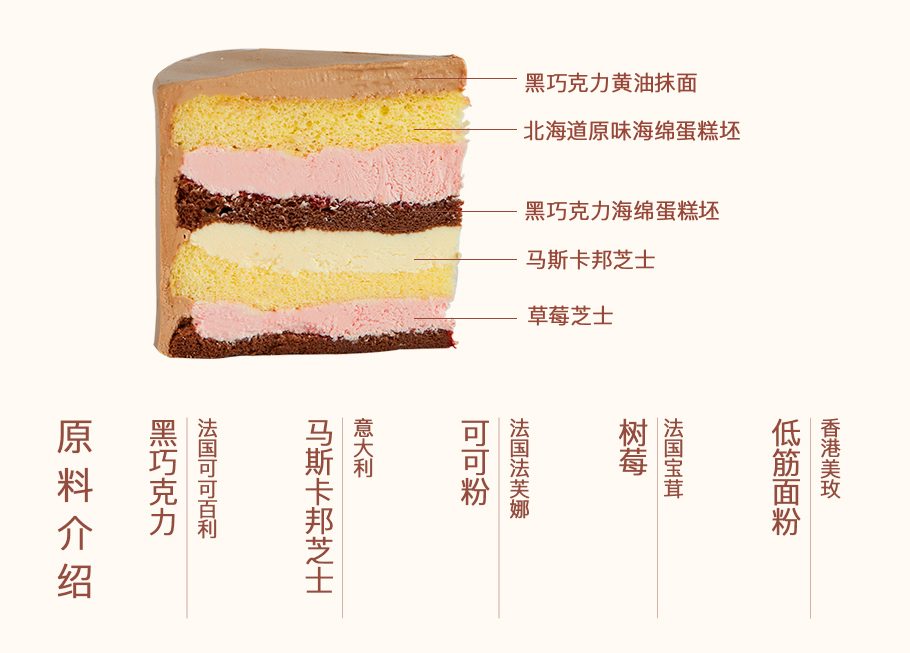 黑巧克力黄油抹面
北海道原味海绵蛋糕坯
黑巧克力海绵蛋糕坯
马斯卡邦芝士
草莓芝士
原料介绍
黑巧克力
法国可可百利
马斯卡邦芝士
意大利
可可粉
法国法芙娜
树莓
法国宝茸
低筋面粉
香港美玫